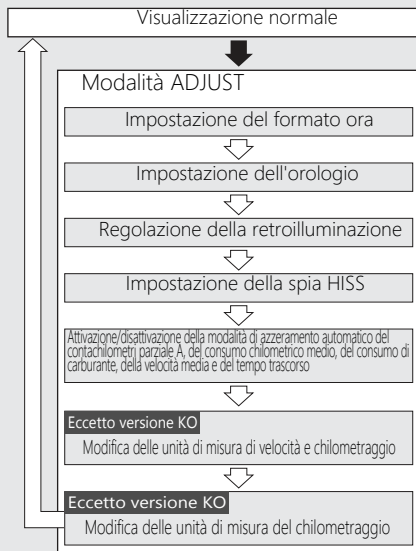 Visualizzazione normale
Modalità ADJUST
Impostazione del formato ora
Impostazione dell'orologio
Regolazione della retroilluminazione
Impostazione della spia HISS
Attivazione/disattivazione della modalità di azzeramento automatico del
contachilometri parziale A, del consumo chilometrico medio, del consumo di
carburante, della velocità media e del tempo trascorso
Eccetto versione KO
Modifica delle unità di misura di velocità e chilometraggio
Eccetto versione KO
Modifica delle unità di misura del chilometraggio